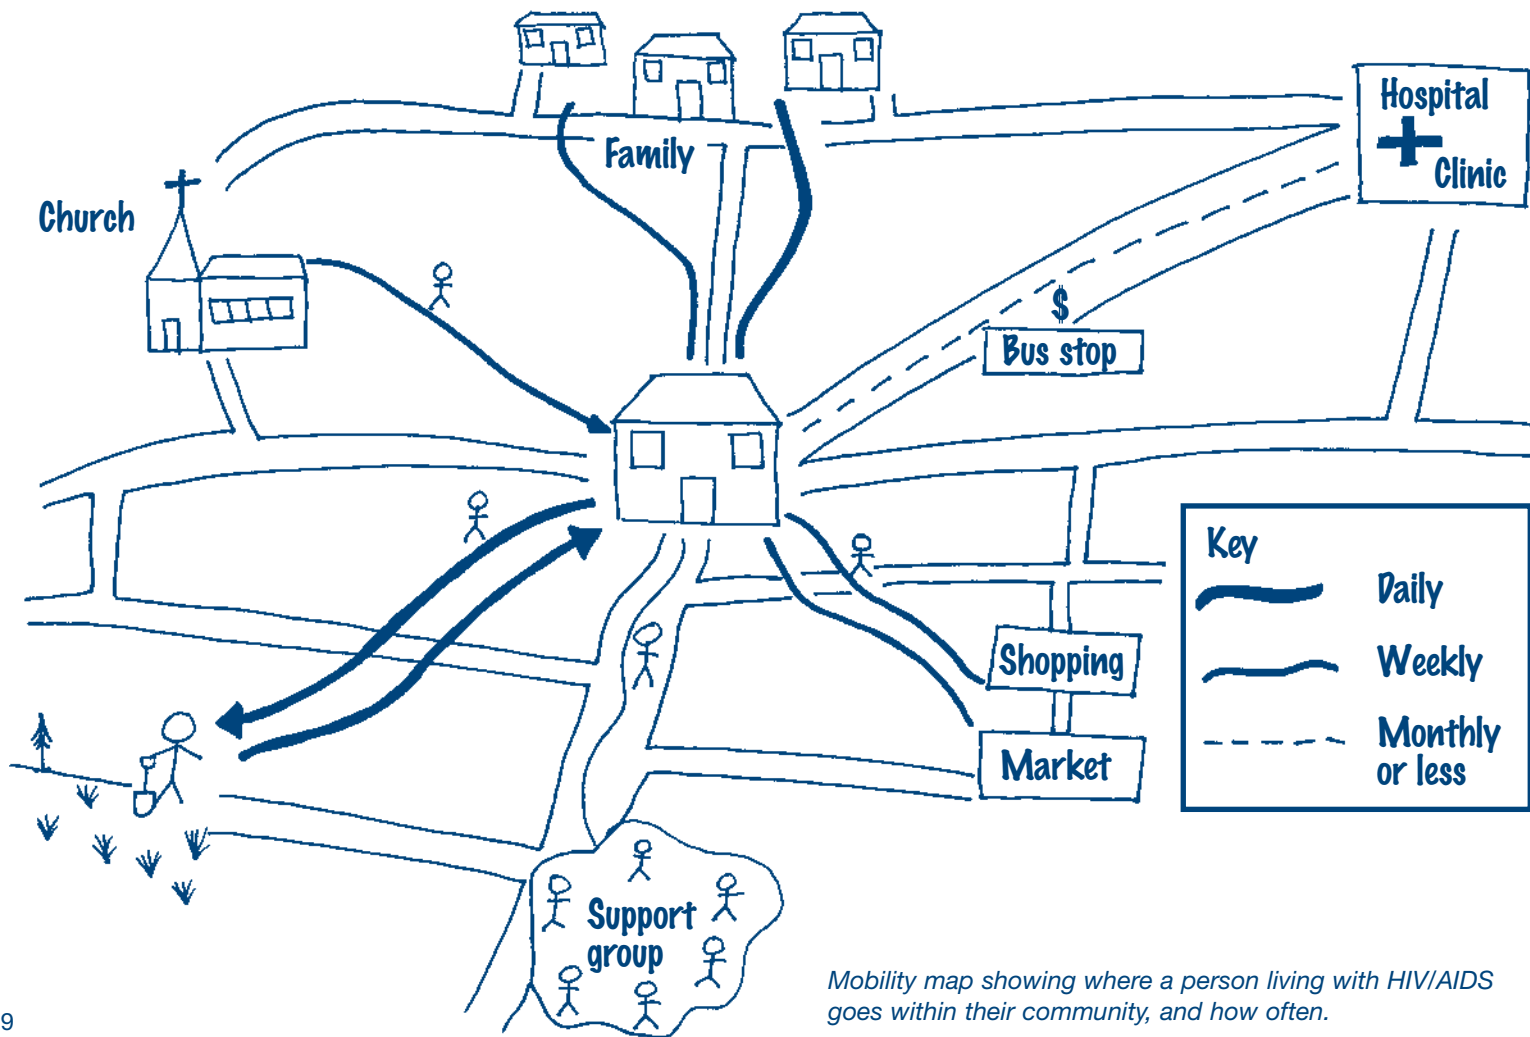 Hospital
Clinic
Family
Church
$
Bus stop
Key
Daily
Weekly
Monthly
or less
Shopping
Market
Support
group
Mobility map showing where a person living with HIV/AIDS
goes within their community, and how often.
9